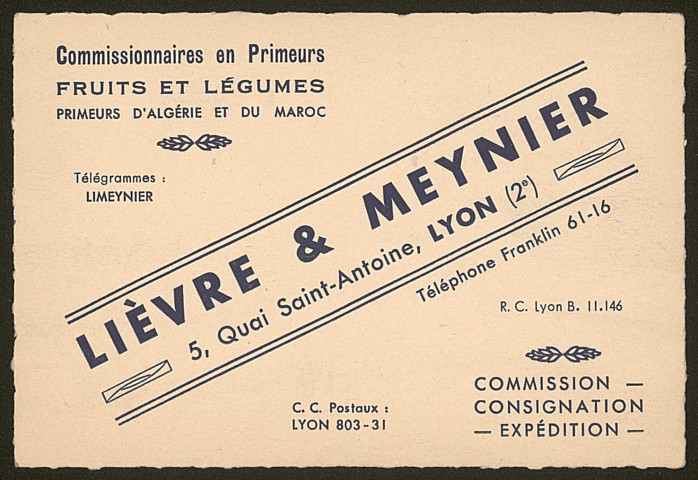 Commissionnaires en Primeurs
FRUITS ET LÉGUMES
PRIMEURS D'ALGÉRIE ET DU MAROC
Télégrammes :
LIMEYNIER
LIÈVRE & MEYNIER
5, Quai Saint-Antoine, LYON (2e)
Téléphone Franklin 61-16
R. C. Lyon B. 11.146
C. C. Postaux :
LYON 803-31
COMMISSION —
CONSIGNATION
— EXPÉDITION —